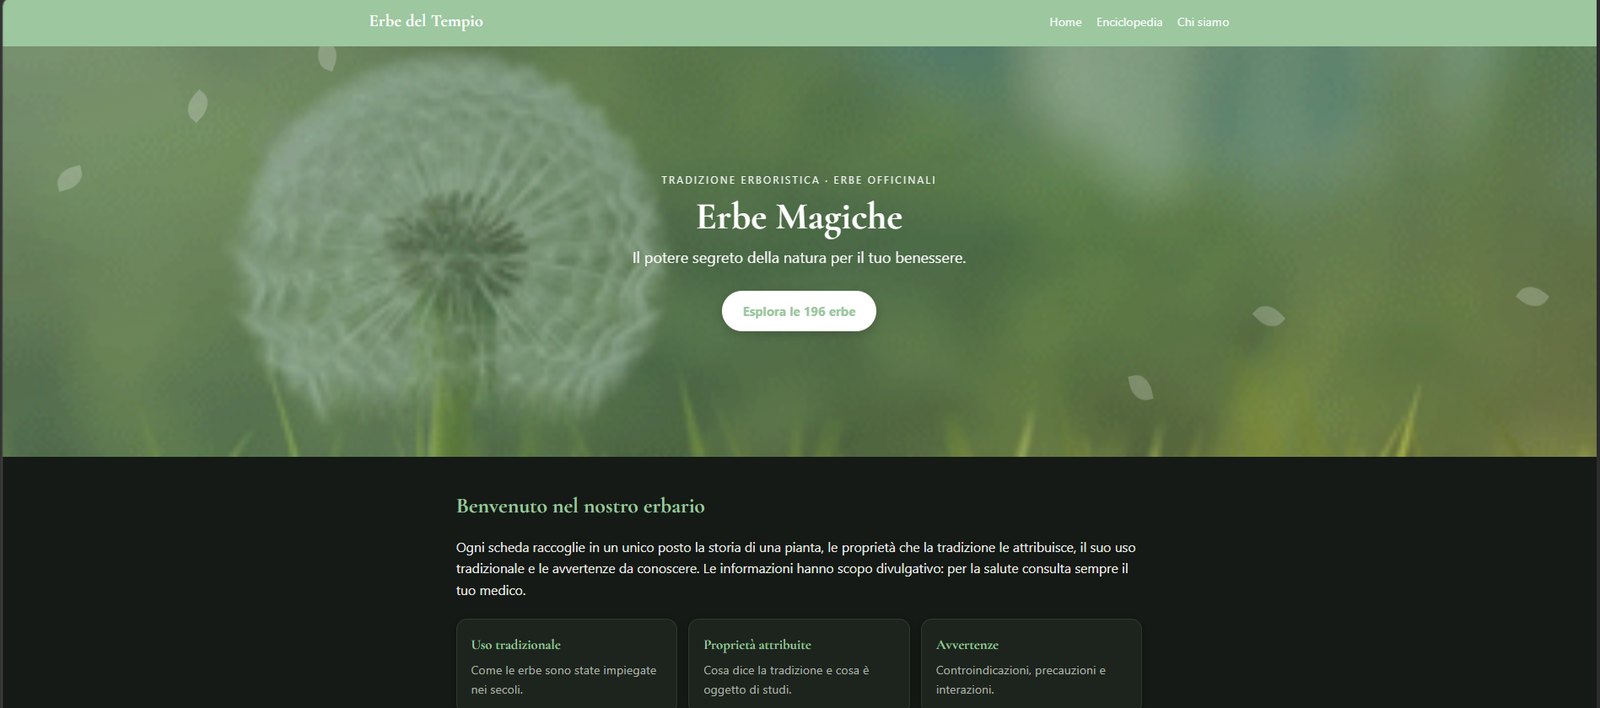 Erbe del Tempio
Home Enciclopedia Chi siamo
TRADIZIONE ERBORISTICA · ERBE OFFICINALI
Erbe Magiche
Il potere segreto della natura per il tuo benessere.
Esplora le 196 erbe
Benvenuto nel nostro erbario
Ogni scheda raccoglie in un unico posto la storia di una pianta, le proprietà che la tradizione le attribuisce, il suo uso
tradizionale e le avvertenze da conoscere. Le informazioni hanno scopo divulgativo: per la salute consulta sempre il
tuo medico.
Uso tradizionale
Come le erbe sono state impiegate
nei secoli.
Proprietà attribuite
Cosa dice la tradizione e cosa è
oggetto di studi.
Avvertenze
Controindicazioni, precauzioni e
interazioni.